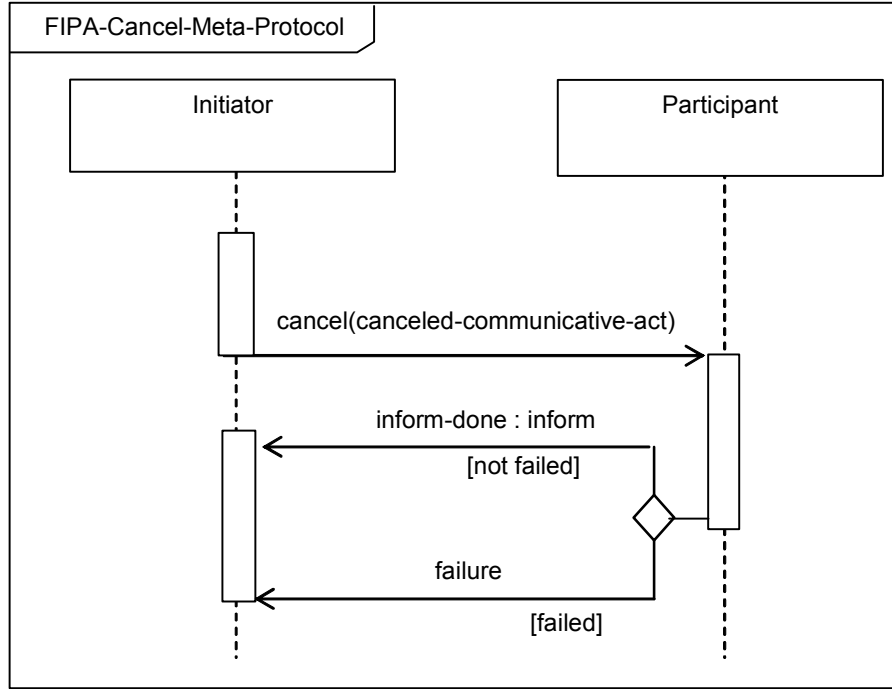 FIPA-Cancel-Meta-Protocol
Initiator
Participant
cancel(canceled-communicative-act)
inform-done : inform
[not failed]
failure
[failed]